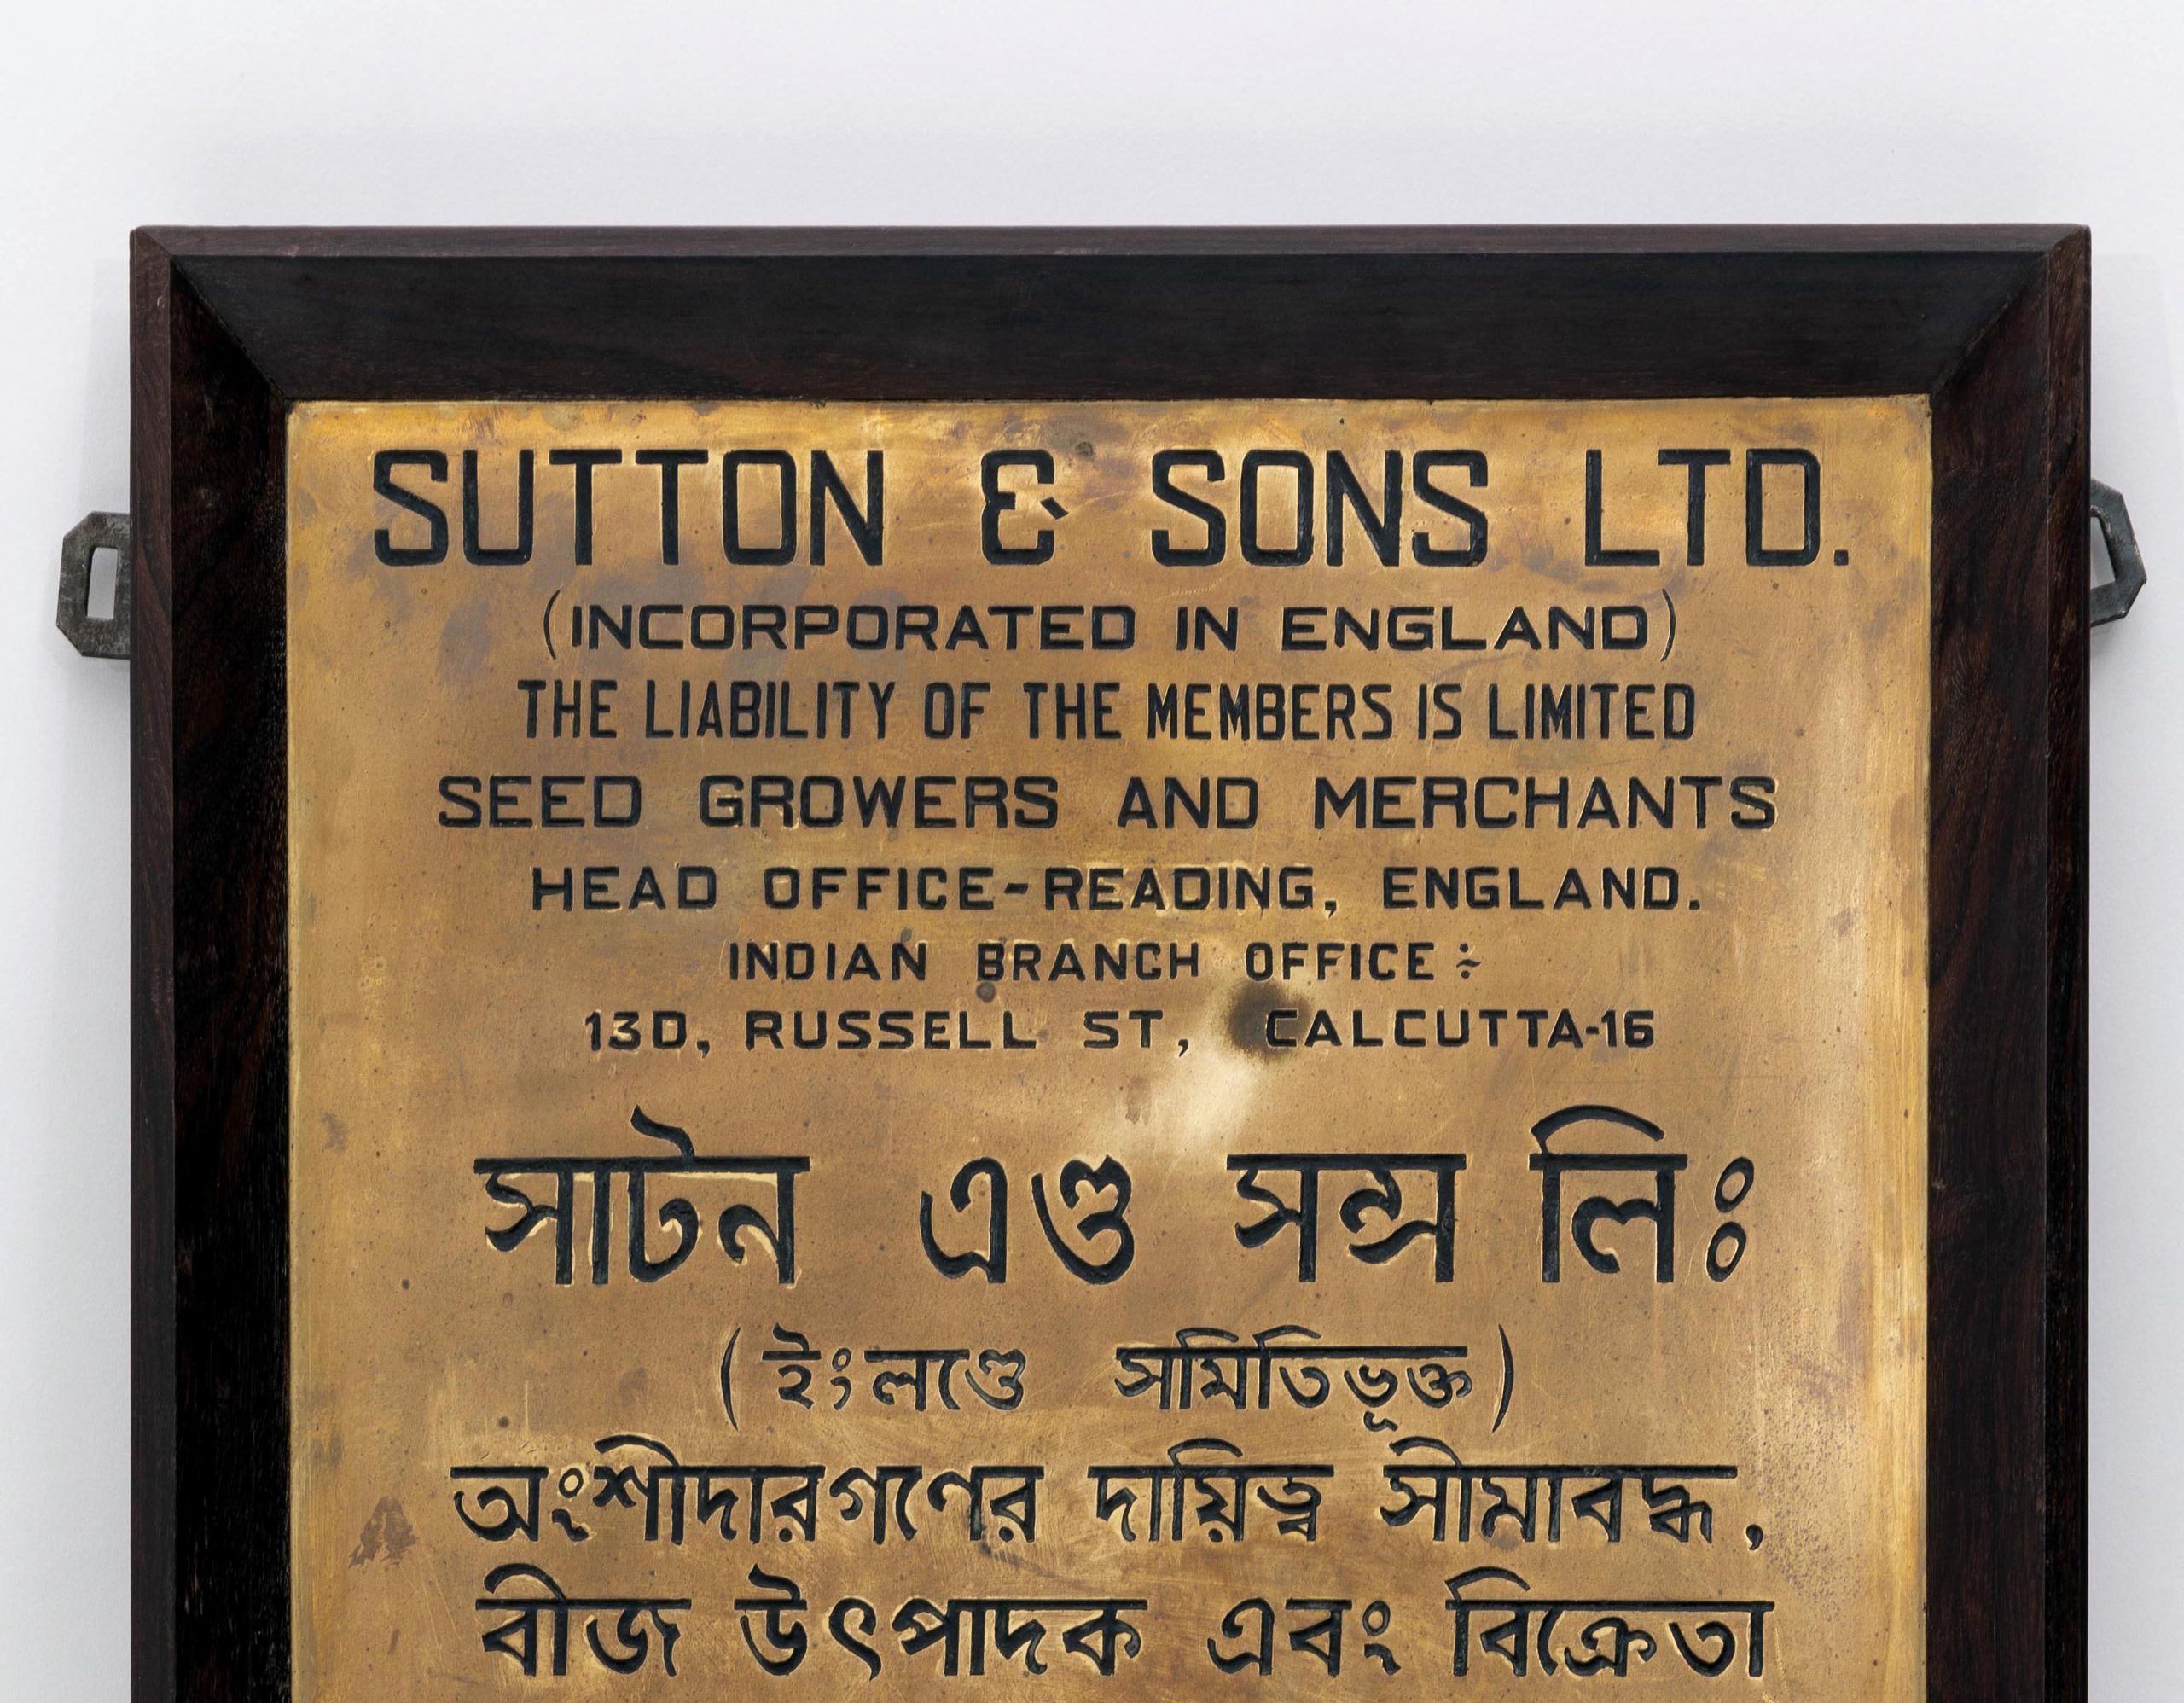 SUTTON & SONS LTD.
(INCORPORATED IN ENGLAND)
THE LIABILITY OF THE MEMBERS IS LIMITED
SEED GROWERS AND MERCHANTS
HEAD OFFICE-READING, ENGLAND.
INDIAN BRANCH OFFICE :-
13D, RUSSELL ST, CALCUTTA-16
সাটন এণ্ড সন্স লিঃ
(ইংলণ্ডে সমিতিভূক্ত)
অংশীদারগণের দায়িত্ব সীমাবদ্ধ,
বীজ উৎপাদক এবং বিক্রেতা